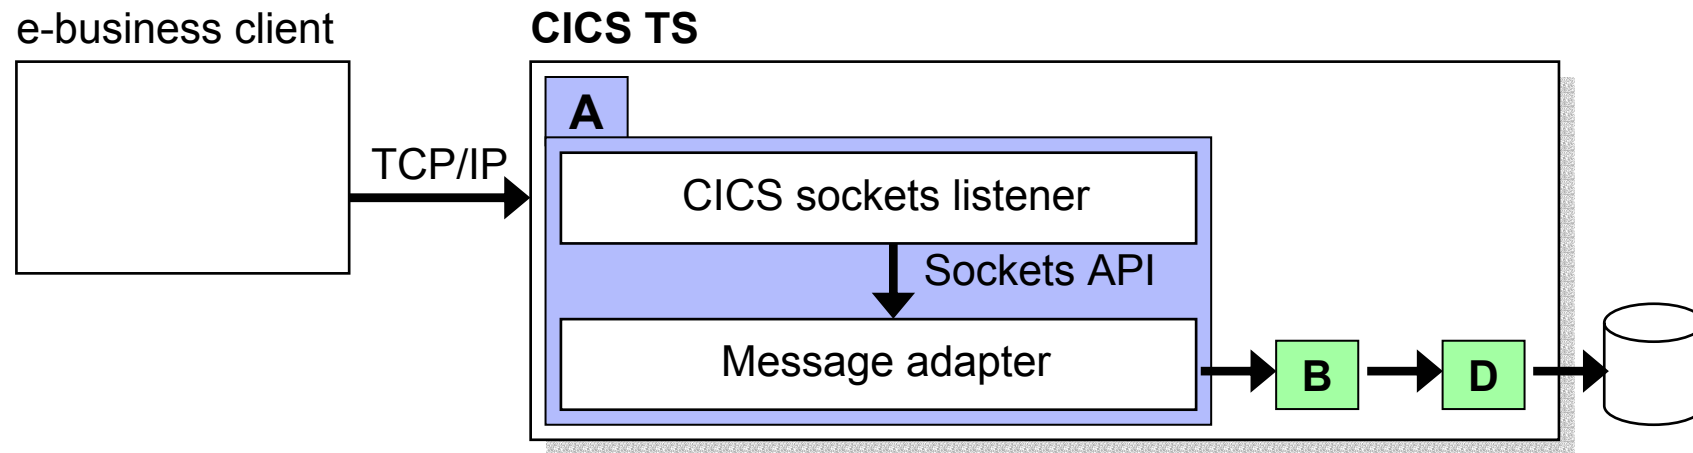 e-business client
CICS TS
A
TCP/IP
CICS sockets listener
Sockets API
Message adapter
B
D